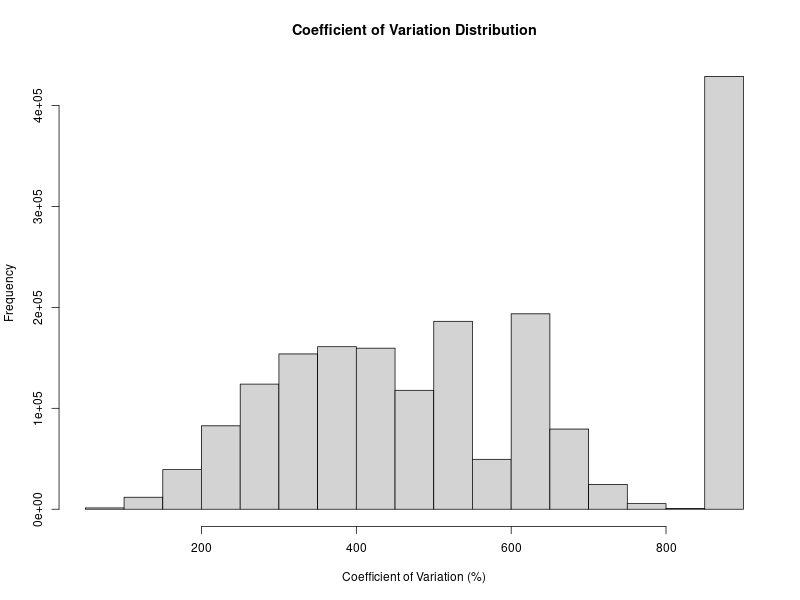 Coefficient of Variation Distribution
Frequency
4e+05
3e+05
2e+05
1e+05
0e+00
200 400 600 800
Coefficient of Variation (%)